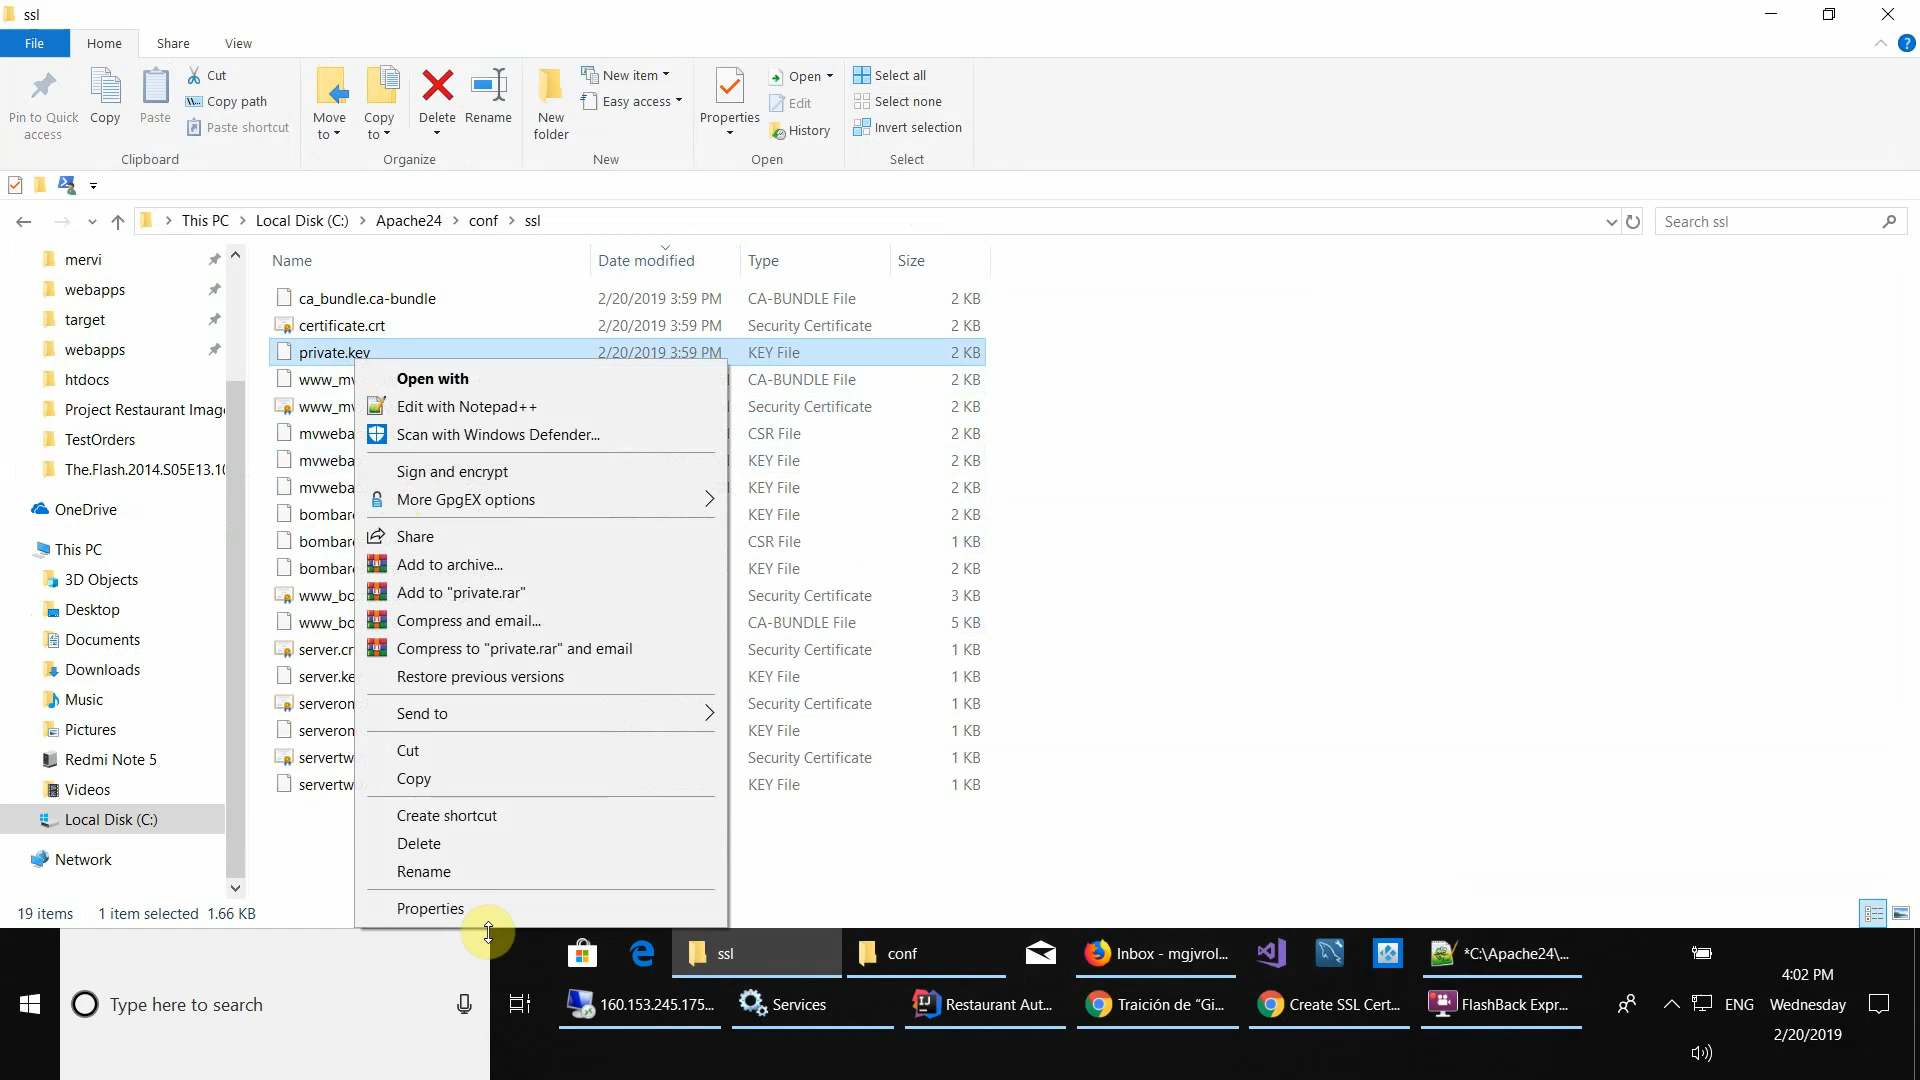 ssl
File
Home
Share
View
Pin to Quick
access
Copy
Paste
Cut
Copy path
Paste shortcut
Clipboard
Move
to
Copy
to
Delete
Rename
Organize
New
folder
New item
Easy access
New
Properties
Open
Edit
History
Open
Select all
Select none
Invert selection
Select
This PC
Local Disk (C:)
Apache24
conf
ssl
Search ssl
mervi
webapps
target
webapps
htdocs
Project Restaurant Imag
TestOrders
The.Flash.2014.S05E13.1
OneDrive
This PC
3D Objects
Desktop
Documents
Downloads
Music
Pictures
Redmi Note 5
Videos
Local Disk (C:)
Network
Name
Date modified
Type
Size
ca_bundle.ca-bundle 2/20/2019 3:59 PM CA-BUNDLE File 2 KB
certificate.crt 2/20/2019 3:59 PM Security Certificate 2 KB
private.key 2/20/2019 3:59 PM KEY File 2 KB
www_mv CA-BUNDLE File 2 KB
www_mv Security Certificate 2 KB
mvweba CSR File 2 KB
mvweba KEY File 2 KB
mvweba KEY File 2 KB
bombar KEY File 2 KB
bombar CSR File 1 KB
bombar KEY File 2 KB
www_bo Security Certificate 3 KB
www_bo CA-BUNDLE File 5 KB
server.cr Security Certificate 1 KB
server.ke KEY File 1 KB
serveron Security Certificate 1 KB
serveron KEY File 1 KB
servertw Security Certificate 1 KB
servertw KEY File 1 KB
Open with
Edit with Notepad++
Scan with Windows Defender...
Sign and encrypt
More GpgEX options
Share
Add to archive...
Add to "private.rar"
Compress and email...
Compress to "private.rar" and email
Restore previous versions
Send to
Cut
Copy
Create shortcut
Delete
Rename
Properties
19 items
1 item selected 1.66 KB
Type here to search
ssl
conf
Inbox - mgjvrol...
*C:\Apache24\...
160.153.245.175...
Services
Restaurant Aut...
Traición de “Gi...
Create SSL Cert...
FlashBack Expr...
ENG
4:02 PM
Wednesday
2/20/2019